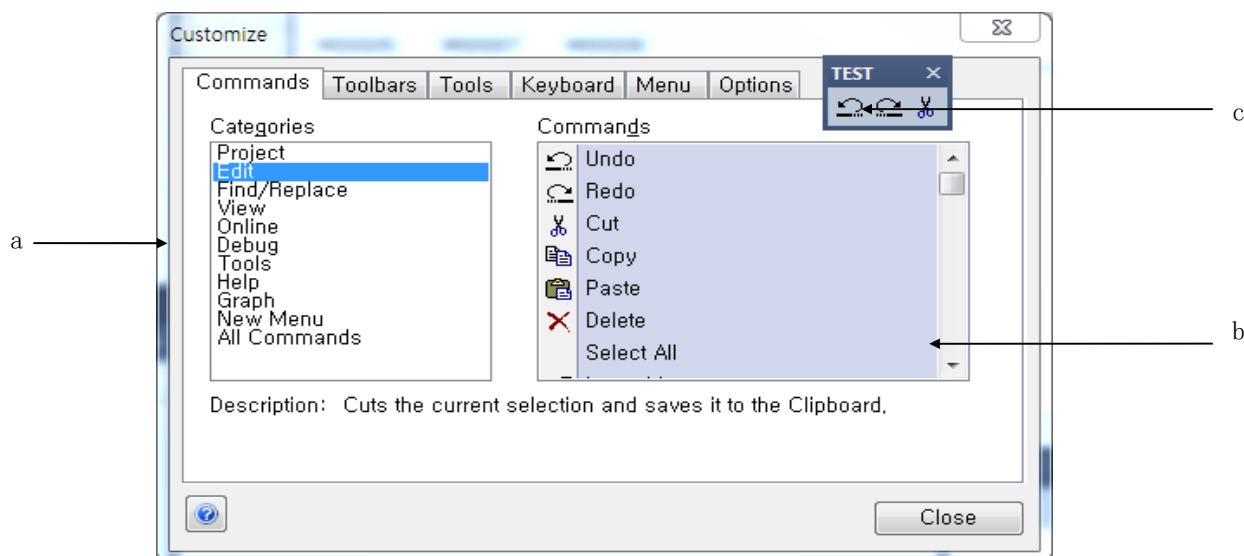 Customize
Commands Toolbars Tools Keyboard Menu Options
TEST
c
Categories
Commands
Project
Edit
Find/Replace
View
Online
Debug
Tools
Help
Graph
New Menu
All Commands
Undo
Redo
Cut
Copy
Paste
Delete
Select All
a
b
Description: Cuts the current selection and saves it to the Clipboard.
Close